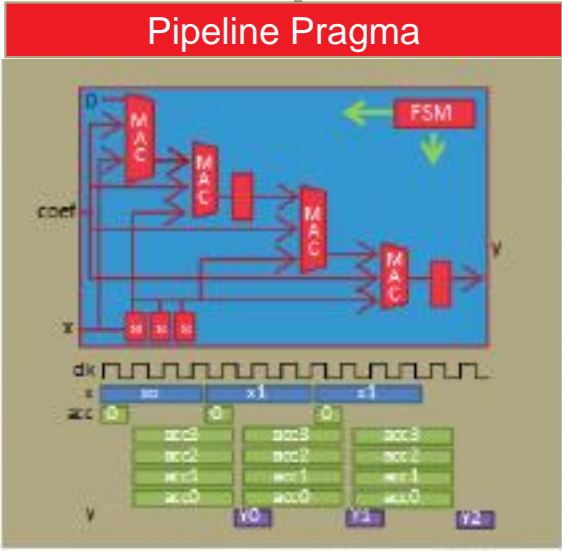 Pipeline Pragma
0
FSM
MAC
MAC
MAC
MAC
coef
y
x
clk
x x1 x1
acc 0 0 0
acc3 acc3 acc3
acc2 acc2 acc2
acc1 acc1 acc1
acc0 acc0 acc0
y Y0 Y1 Y2